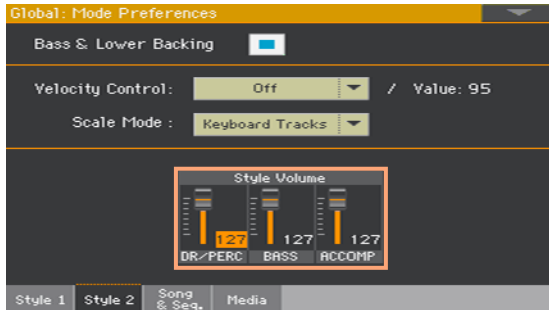 Global: Mode Preferences
Bass & Lower Backing
Velocity Control: Off / Value: 95
Scale Mode : Keyboard Tracks
Style Volume
127 127 127
DR/PERC BASS ACCOMP
Style 1 Style 2 Song & Seq. Media